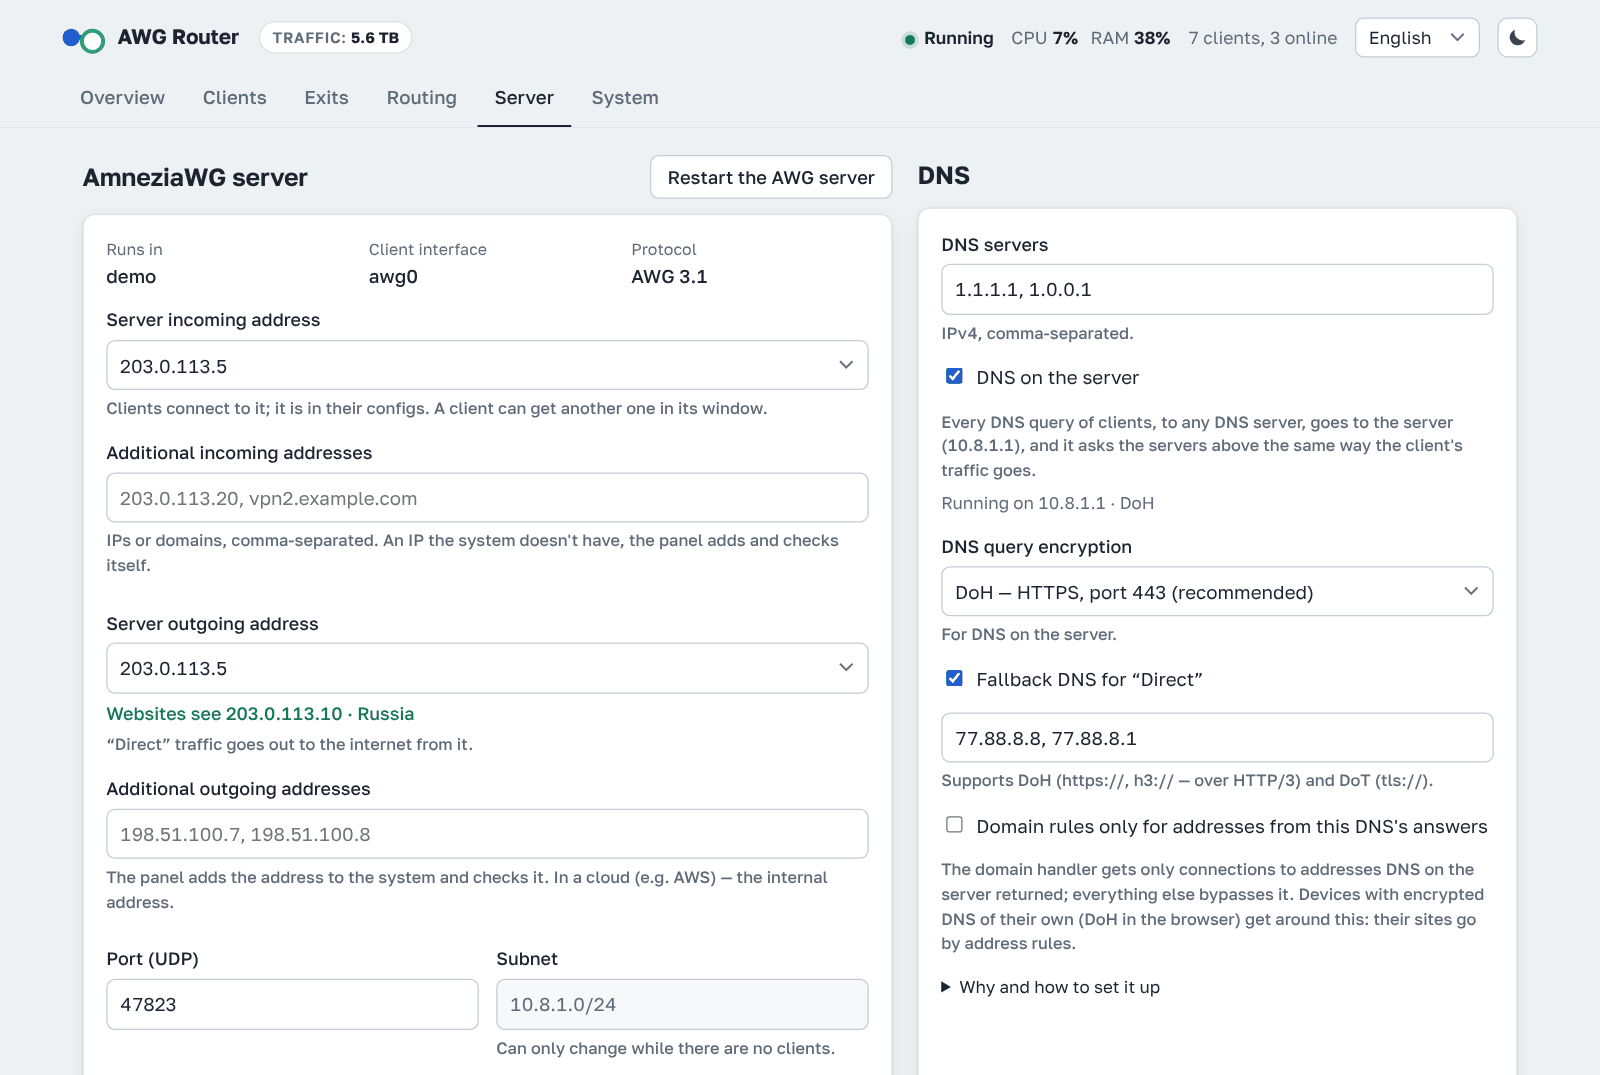 AWG Router
TRAFFIC: 5.6 TB
Running
CPU 7%
RAM 38%
7 clients, 3 online
English
Overview
Clients
Exits
Routing
Server
System
AmneziaWG server
Restart the AWG server
Runs in
demo
Client interface
awg0
Protocol
AWG 3.1
Server incoming address
203.0.113.5
Clients connect to it; it is in their configs. A client can get another one in its window.
Additional incoming addresses
203.0.113.20, vpn2.example.com
IPs or domains, comma-separated. An IP the system doesn't have, the panel adds and checks
itself.
Server outgoing address
203.0.113.5
Websites see 203.0.113.10 · Russia
“Direct” traffic goes out to the internet from it.
Additional outgoing addresses
198.51.100.7, 198.51.100.8
The panel adds the address to the system and checks it. In a cloud (e.g. AWS) — the internal
address.
Port (UDP)
47823
Subnet
10.8.1.0/24
Can only change while there are no clients.
DNS
DNS servers
1.1.1.1, 1.0.0.1
IPv4, comma-separated.
DNS on the server
Every DNS query of clients, to any DNS server, goes to the server
(10.8.1.1), and it asks the servers above the same way the client's
traffic goes.
Running on 10.8.1.1 · DoH
DNS query encryption
DoH — HTTPS, port 443 (recommended)
For DNS on the server.
Fallback DNS for “Direct”
77.88.8.8, 77.88.8.1
Supports DoH (https://, h3:// — over HTTP/3) and DoT (tls://).
Domain rules only for addresses from this DNS's answers
The domain handler gets only connections to addresses DNS on the
server returned; everything else bypasses it. Devices with encrypted
DNS of their own (DoH in the browser) get around this: their sites go
by address rules.
Why and how to set it up